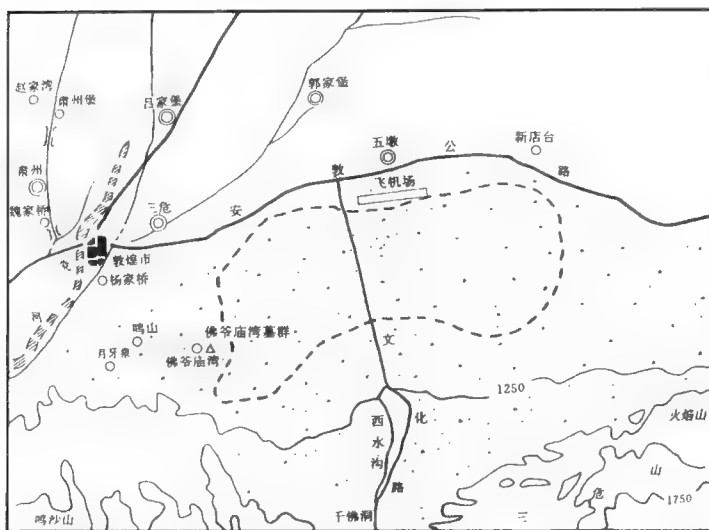 赵家湾
肃州堡
吕家堡
郭家堡
五墩
新店台
敦
公
路
飞机场
肃州
魏家桥
三危
安
敦煌市
党
河
杨家桥
鸣山
月牙泉
佛爷庙湾墓群
佛爷庙湾
文
化
路
1250
西水沟
火焰山
三
危
山
1750
鸣沙山
千佛洞